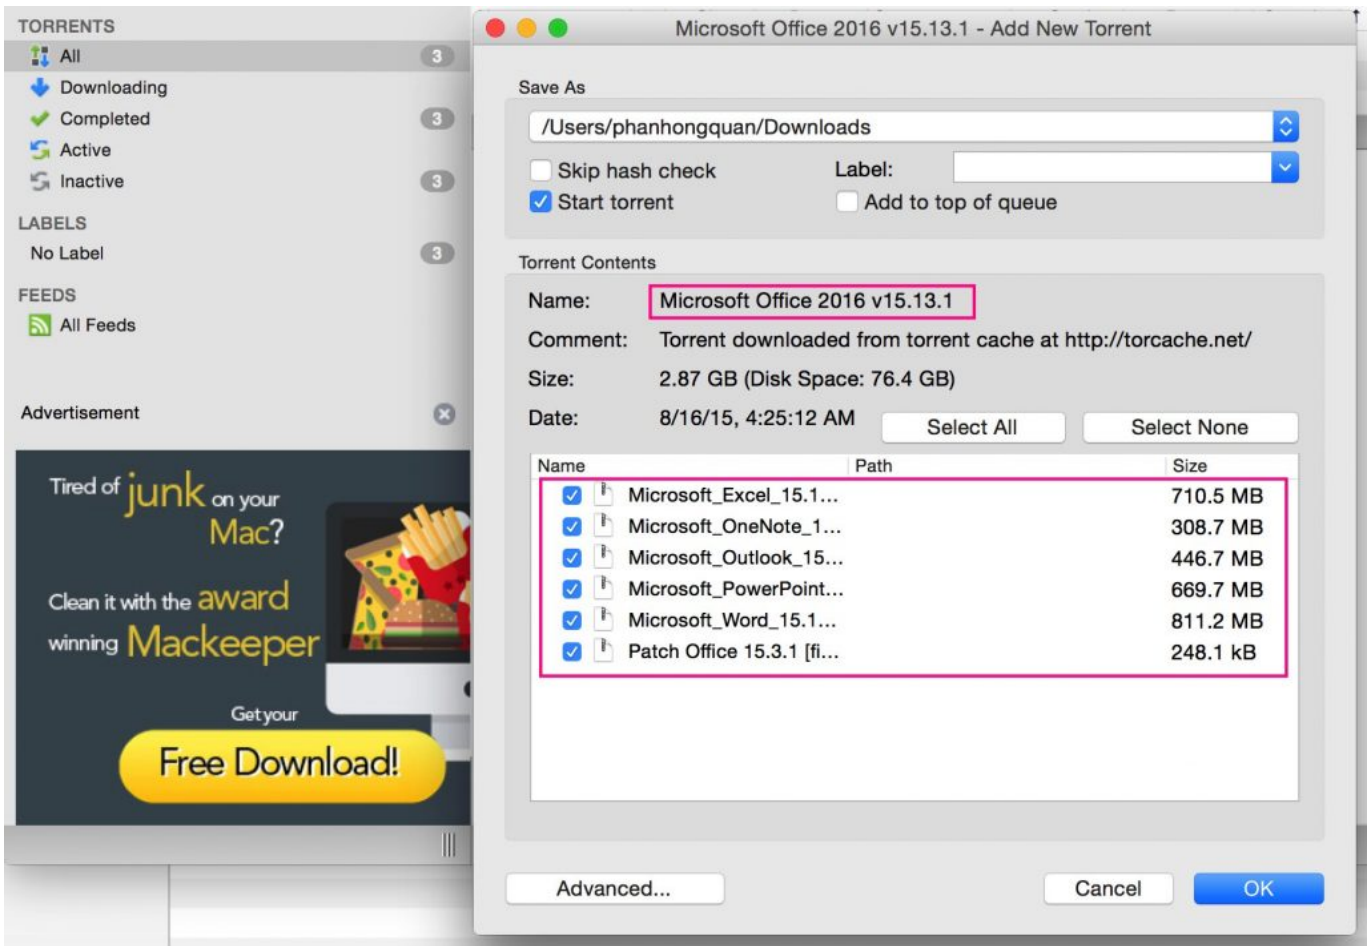 TORRENTS
All 3
Downloading
Completed 3
Active
Inactive 3
LABELS
No Label 3
FEEDS
All Feeds
Advertisement
Tired of junk on your
Mac?
Clean it with the award
winning Mackeeper
Get your
Free Download!
Microsoft Office 2016 v15.13.1 - Add New Torrent
Save As
/Users/phanhongquan/Downloads
Skip hash check Label:
Start torrent Add to top of queue
Torrent Contents
Name: Microsoft Office 2016 v15.13.1
Comment: Torrent downloaded from torrent cache at http://torcache.net/
Size: 2.87 GB (Disk Space: 76.4 GB)
Date: 8/16/15, 4:25:12 AM Select All Select None
Name Path Size
Microsoft_Excel_15.1... 710.5 MB
Microsoft_OneNote_1... 308.7 MB
Microsoft_Outlook_15... 446.7 MB
Microsoft_PowerPoint... 669.7 MB
Microsoft_Word_15.1... 811.2 MB
Patch Office 15.3.1 [fi... 248.1 kB
Advanced... Cancel OK